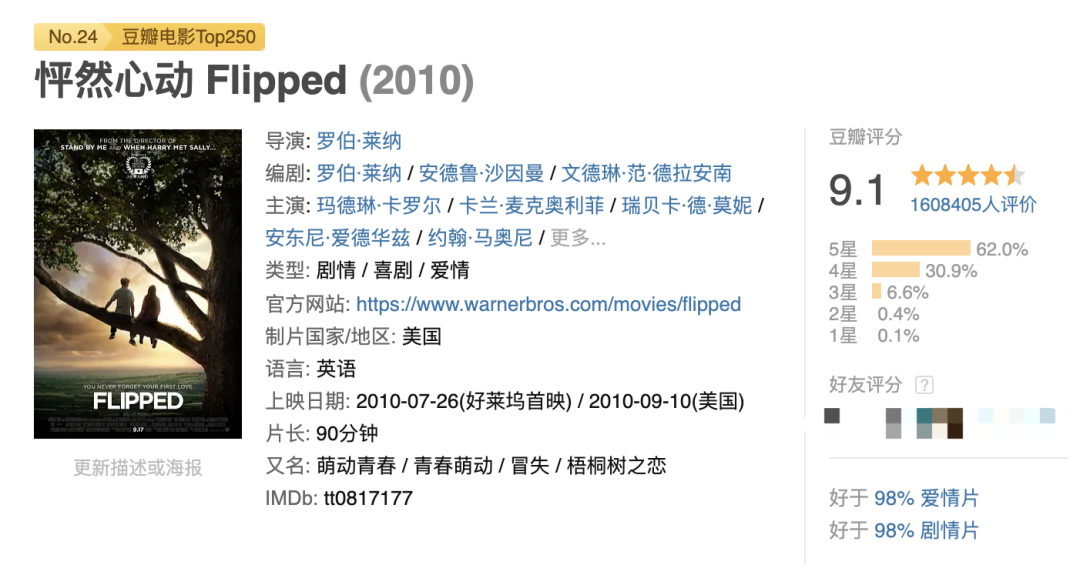 No.24 豆瓣电影Top250
怦然心动 Flipped (2010)
FROM THE DIRECTOR OF
STAND BY ME AND WHEN HARRY MET SALLY...
YOU NEVER FORGET YOUR FIRST LOVE
FLIPPED
9.17
更新描述或海报
导演: 罗伯·莱纳
编剧: 罗伯·莱纳 / 安德鲁·沙因曼 / 文德琳·范·德拉安南
主演: 玛德琳·卡罗尔 / 卡兰·麦克奥利菲 / 瑞贝卡·德·莫妮 /
安东尼·爱德华兹 / 约翰·马奥尼 / 更多...
类型: 剧情 / 喜剧 / 爱情
官方网站: https://www.warnerbros.com/movies/flipped
制片国家/地区: 美国
语言: 英语
上映日期: 2010-07-26(好莱坞首映) / 2010-09-10(美国)
片长: 90分钟
又名: 萌动青春 / 青春萌动 / 冒失 / 梧桐树之恋
IMDb: tt0817177
豆瓣评分
9.1
1608405人评价
5星 62.0%
4星 30.9%
3星 6.6%
2星 0.4%
1星 0.1%
好友评分 ?
好于 98% 爱情片
好于 98% 剧情片